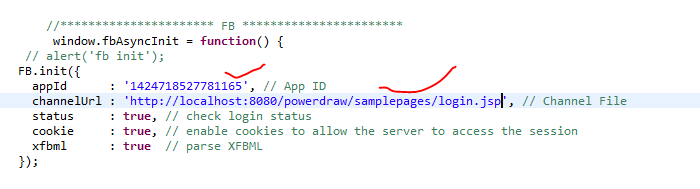 //********************** FB ***********************
window.fbAsyncInit = function() {
// alert('fb init');
FB.init({
appId : '1424718527781165', // App ID
channelUrl : 'http://localhost:8080/powerdraw/samplepages/login.jsp', // Channel File
status : true, // check login status
cookie : true, // enable cookies to allow the server to access the session
xfbml : true // parse XFBML
});